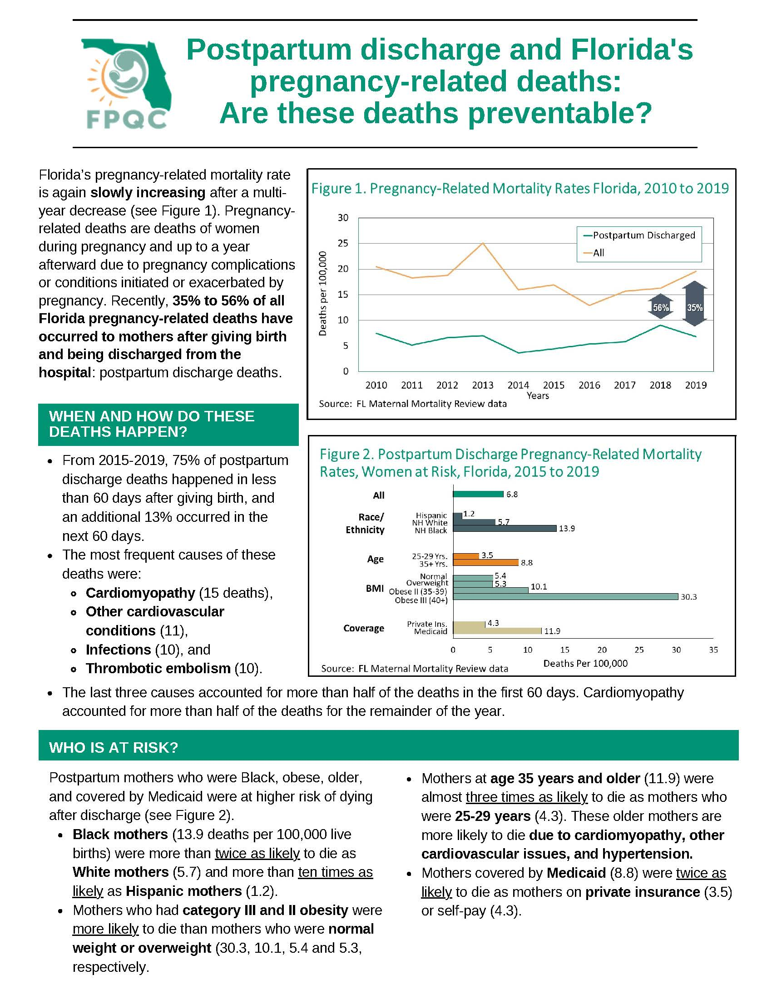 Postpartum discharge and Florida's
pregnancy-related deaths:
Are these deaths preventable?
FPQC
Florida’s pregnancy-related mortality rate
is again slowly increasing after a multi-
year decrease (see Figure 1). Pregnancy-
related deaths are deaths of women
during pregnancy and up to a year
afterward due to pregnancy complications
or conditions initiated or exacerbated by
pregnancy. Recently, 35% to 56% of all
Florida pregnancy-related deaths have
occurred to mothers after giving birth
and being discharged from the
hospital: postpartum discharge deaths.
Figure 1. Pregnancy-Related Mortality Rates Florida, 2010 to 2019
30
25
20
15
10
5
0
Deaths per 100,000
Postpartum Discharged
All
56%
35%
2010 2011 2012 2013 2014 2015 2016 2017 2018 2019
Years
Source: FL Maternal Mortality Review data
WHEN AND HOW DO THESE
DEATHS HAPPEN?
• From 2015-2019, 75% of postpartum
discharge deaths happened in less
than 60 days after giving birth, and
an additional 13% occurred in the
next 60 days.
• The most frequent causes of these
deaths were:
Cardiomyopathy (15 deaths),
Other cardiovascular
conditions (11),
Infections (10), and
Thrombotic embolism (10).
Figure 2. Postpartum Discharge Pregnancy-Related Mortality
Rates, Women at Risk, Florida, 2015 to 2019
All 6.8
Race/
Ethnicity
Hispanic 1.2
NH White 5.7
NH Black 13.9
Age
25-29 Yrs. 3.5
35+ Yrs. 8.8
BMI
Normal 5.4
Overweight 5.3
Obese II (35-39) 10.1
Obese III (40+) 30.3
Coverage
Private Ins. 4.3
Medicaid 11.9
0 5 10 15 20 25 30 35
Deaths Per 100,000
Source: FL Maternal Mortality Review data
• The last three causes accounted for more than half of the deaths in the first 60 days. Cardiomyopathy
accounted for more than half of the deaths for the remainder of the year.
WHO IS AT RISK?
Postpartum mothers who were Black, obese, older,
and covered by Medicaid were at higher risk of dying
after discharge (see Figure 2).
• Black mothers (13.9 deaths per 100,000 live
births) were more than twice as likely to die as
White mothers (5.7) and more than ten times as
likely as Hispanic mothers (1.2).
• Mothers who had category III and II obesity were
more likely to die than mothers who were normal
weight or overweight (30.3, 10.1, 5.4 and 5.3,
respectively.
• Mothers at age 35 years and older (11.9) were
almost three times as likely to die as mothers who
were 25-29 years (4.3). These older mothers are
more likely to die due to cardiomyopathy, other
cardiovascular issues, and hypertension.
• Mothers covered by Medicaid (8.8) were twice as
likely to die as mothers on private insurance (3.5)
or self-pay (4.3).